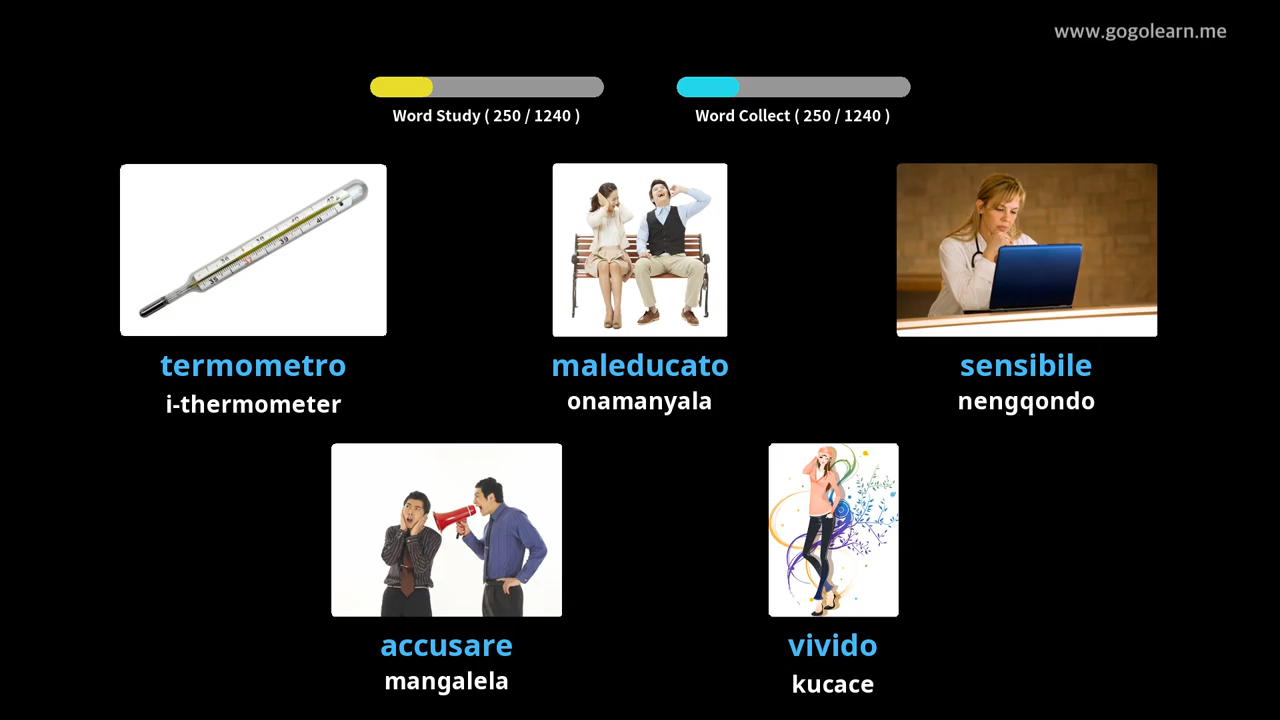 www.gogolearn.me
Word Study ( 250 / 1240 )
Word Collect ( 250 / 1240 )
termometro
i-thermometer
maleducato
onamanyala
sensibile
nengqondo
accusare
mangalela
vivido
kucace